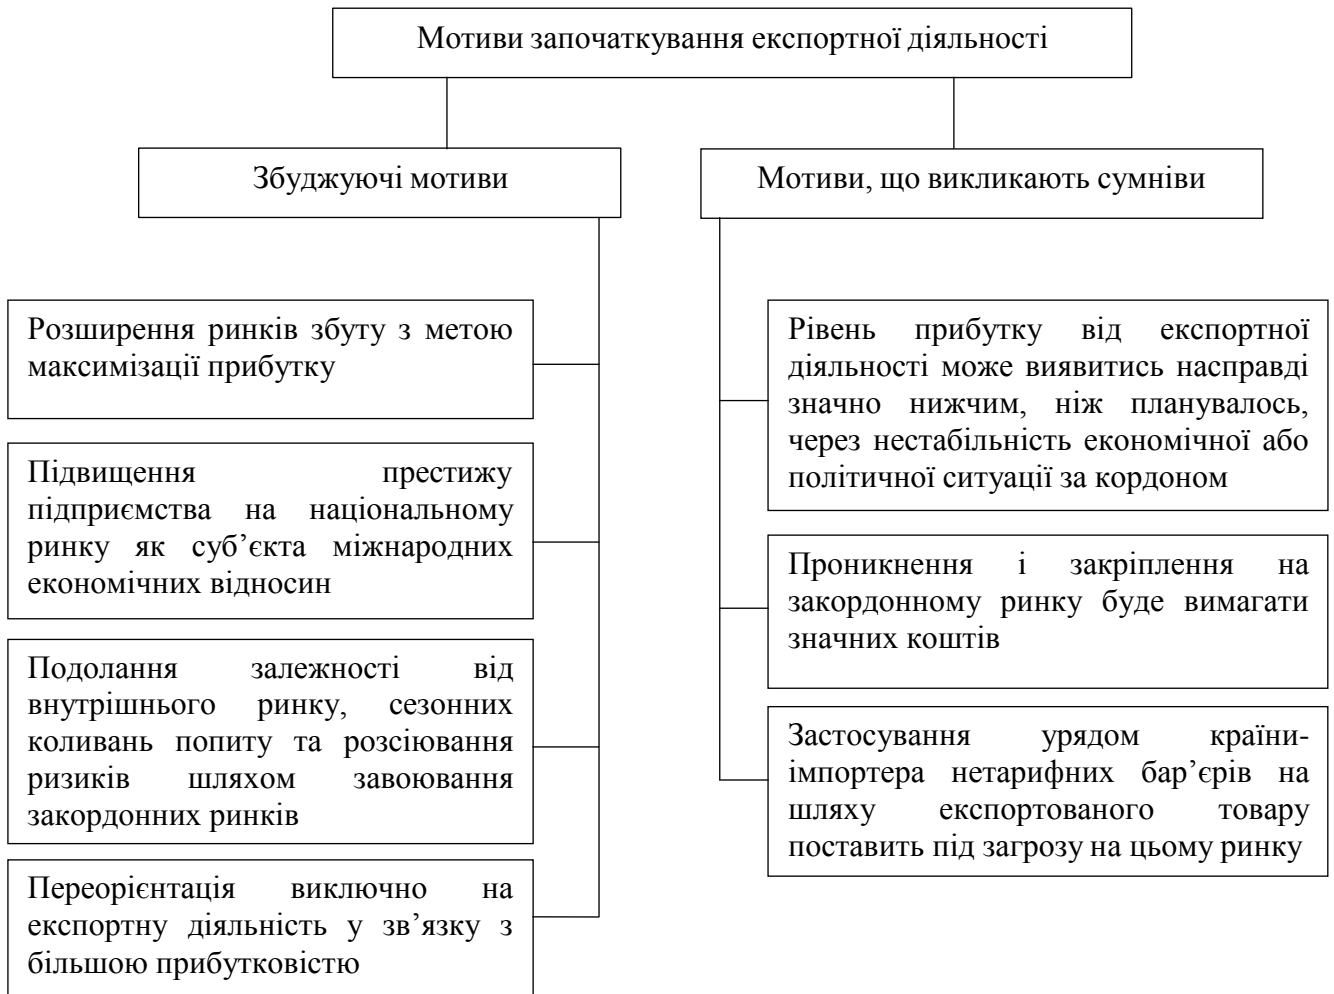 Мотиви започаткування експортної діяльності
Збуджуючі мотиви
Мотиви, що викликають сумніви
Розширення ринків збуту з метою
максимізації прибутку
Підвищення престижу
підприємства на національному
ринку як суб’єкта міжнародних
економічних відносин
Подолання залежності від
внутрішнього ринку, сезонних
коливань попиту та розсіювання
ризиків шляхом завоювання
закордонних ринків
Переорієнтація виключно на
експортну діяльність у зв’язку з
більшою прибутковістю
Рівень прибутку від експортної
діяльності може виявитись насправді
значно нижчим, ніж планувалось,
через нестабільність економічної або
політичної ситуації за кордоном
Проникнення і закріплення на
закордонному ринку буде вимагати
значних коштів
Застосування урядом країни-
імпортера нетарифних бар’єрів на
шляху експортованого товару
поставить під загрозу на цьому ринку